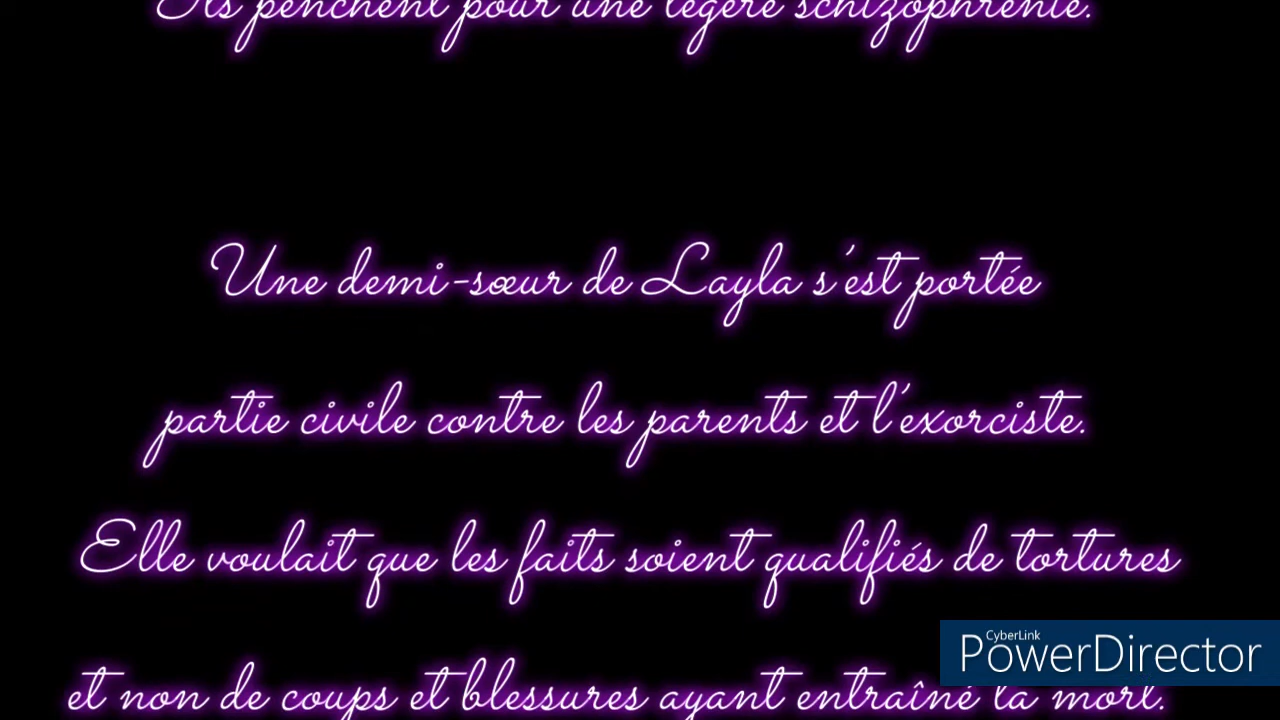 Ils penchent pour une légère schizophrénie.
Une demi-sœur de Layla s'est portée
partie civile contre les parents et l'exorciste.
Elle voulait que les faits soient qualifiés de tortures
et non de coups et blessures ayant entraîné la mort.
CyberLink
PowerDirector